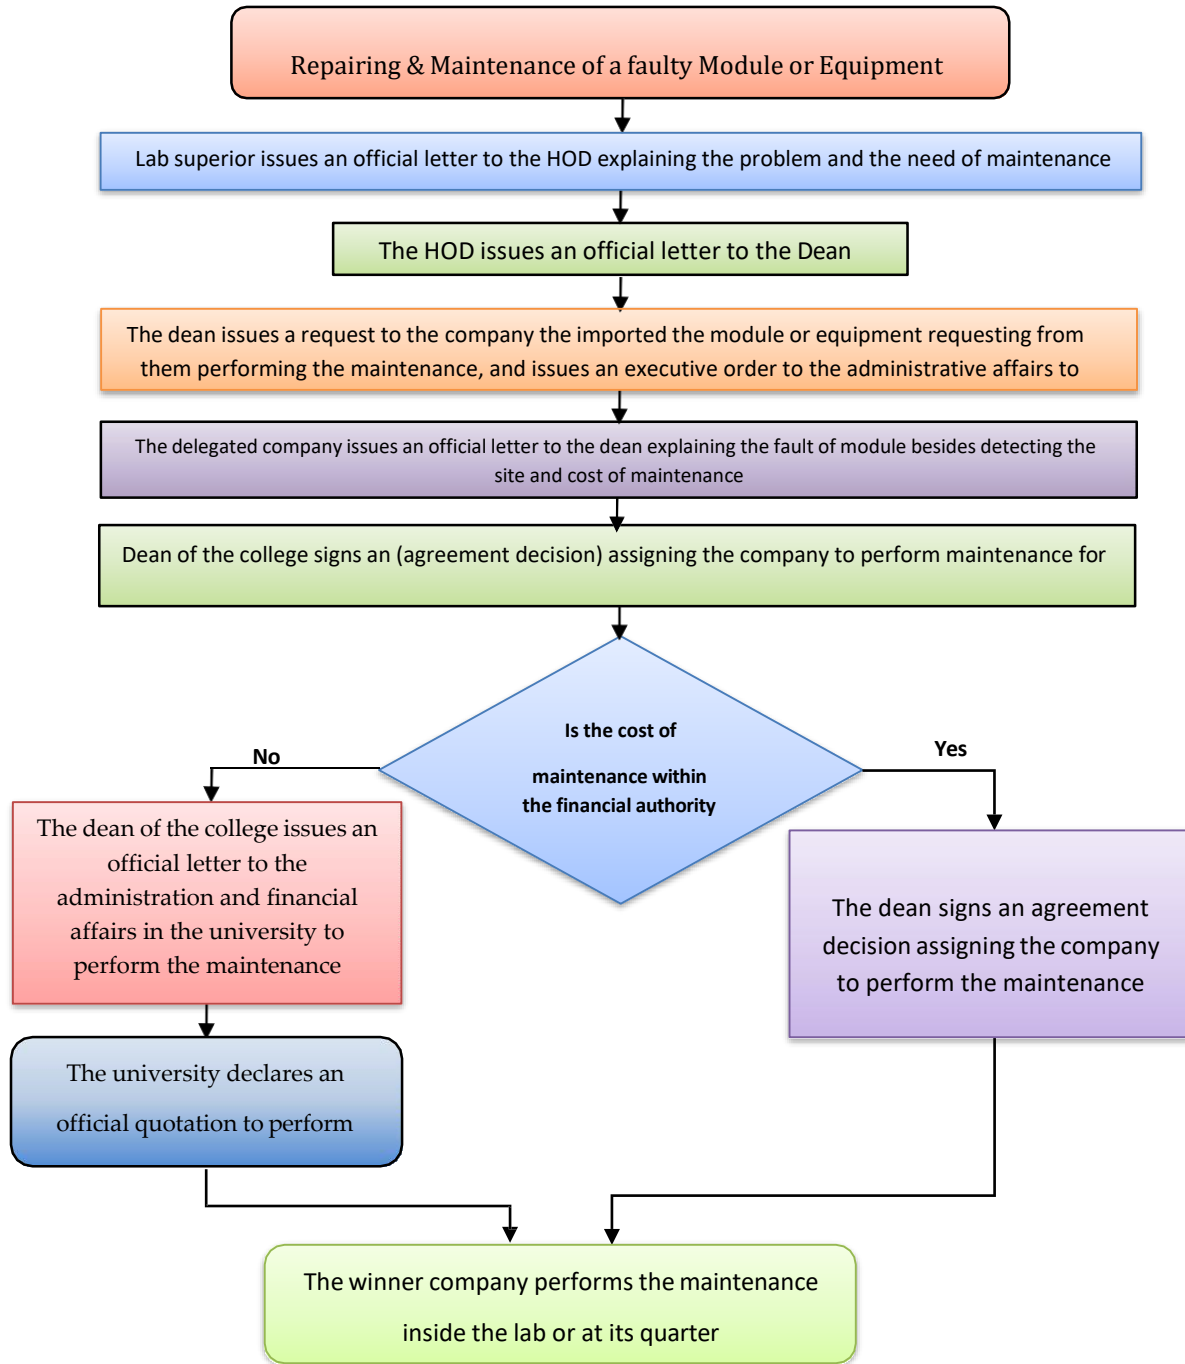 Repairing & Maintenance of a faulty Module or Equipment
Lab superior issues an official letter to the HOD explaining the problem and the need of maintenance
The HOD issues an official letter to the Dean
The dean issues a request to the company the imported the module or equipment requesting from
them performing the maintenance, and issues an executive order to the administrative affairs to
The delegated company issues an official letter to the dean explaining the fault of module besides detecting the
site and cost of maintenance
Dean of the college signs an (agreement decision) assigning the company to perform maintenance for
Is the cost of
maintenance within
the financial authority
No
Yes
The dean of the college issues an
official letter to the
administration and financial
affairs in the university to
perform the maintenance
The dean signs an agreement
decision assigning the company
to perform the maintenance
The university declares an
official quotation to perform
The winner company performs the maintenance
inside the lab or at its quarter